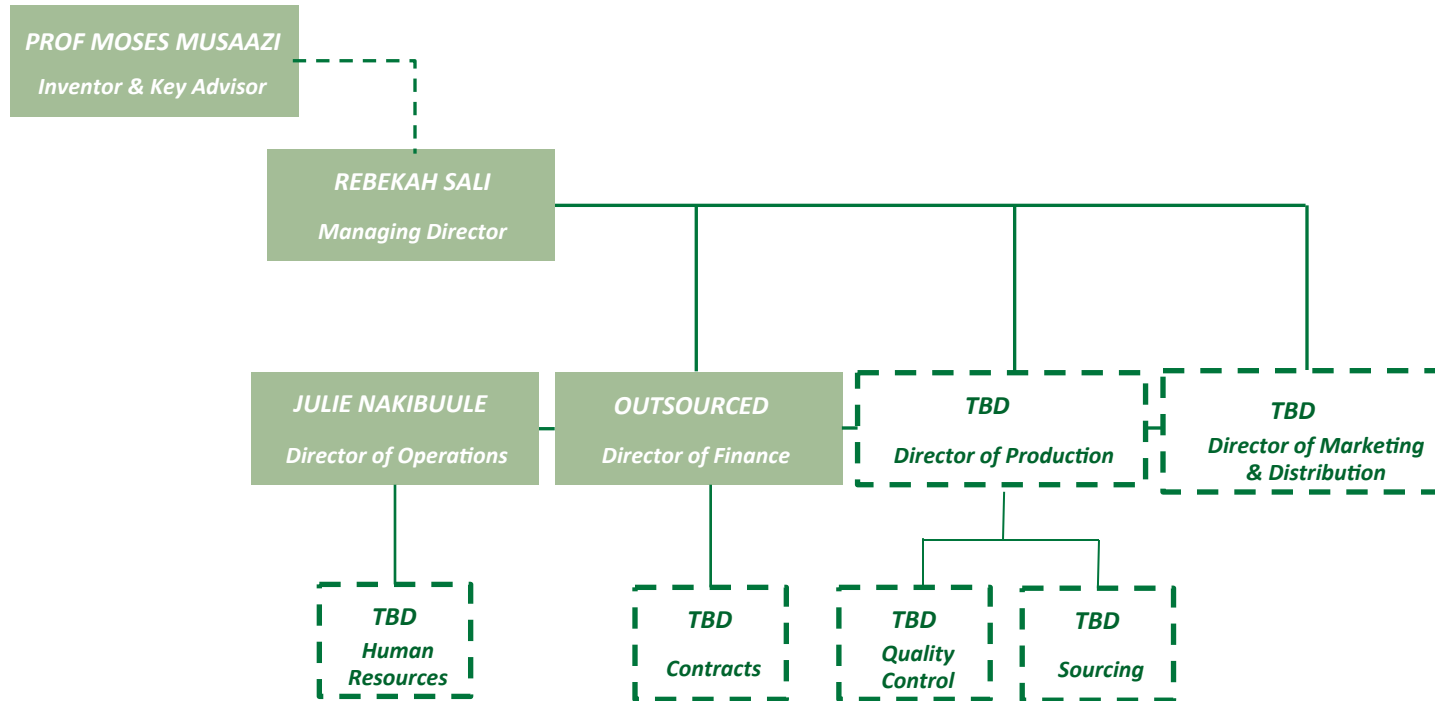 PROF MOSES MUSAAZI
Inventor & Key Advisor
REBEKAH SALI
Managing Director
JULIE NAKIBUULE
Director of Operations
OUTSOURCED
Director of Finance
TBD
Director of Production
TBD
Director of Marketing
& Distribution
TBD
Human
Resources
TBD
Contracts
TBD
Quality
Control
TBD
Sourcing